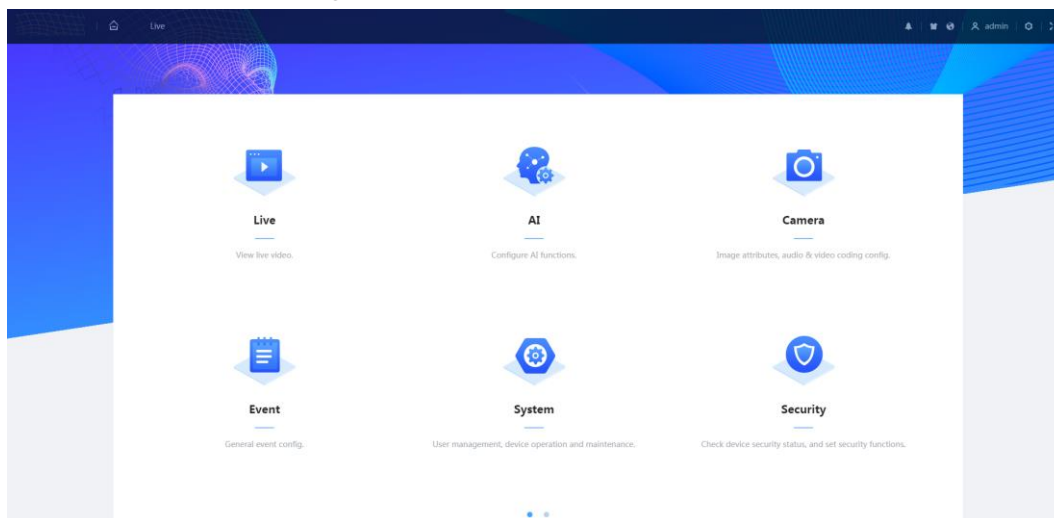 Live
admin
Live
AI
Camera
View live video.
Configure AI functions.
Image attributes, audio & video coding config.
Event
System
Security
General event config.
User management, device operation and maintenance.
Check device security status, and set security functions.